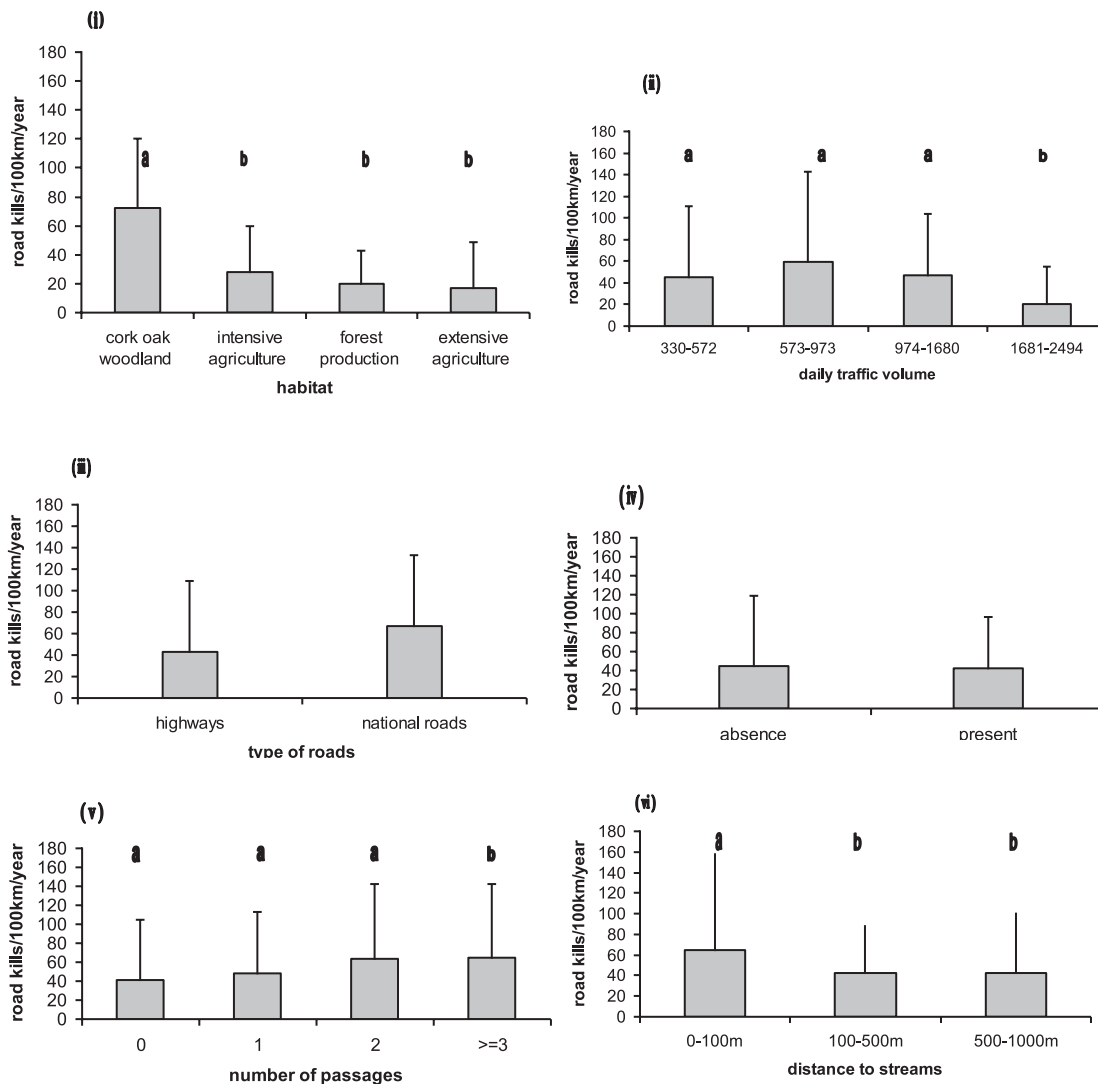 (i)
road kills/100km/year
180
160
140
120
100
80
60
40
20
0
a b b b
cork oak woodland
intensive agriculture
forest production
extensive agriculture
habitat
(ii)
road kills/100km/year
180
160
140
120
100
80
60
40
20
0
a a a b
330-572 573-973 974-1680 1681-2494
daily traffic volume
(iii)
road kills/100km/year
180
160
140
120
100
80
60
40
20
0
highways national roads
type of roads
(iv)
road kills/100km/year
180
160
140
120
100
80
60
40
20
0
absence present
(v)
road kills/100km/year
180
160
140
120
100
80
60
40
20
0
a a a b
0 1 2 >=3
number of passages
(vi)
road kills/100km/year
180
160
140
120
100
80
60
40
20
0
a b b
0-100m 100-500m 500-1000m
distance to streams